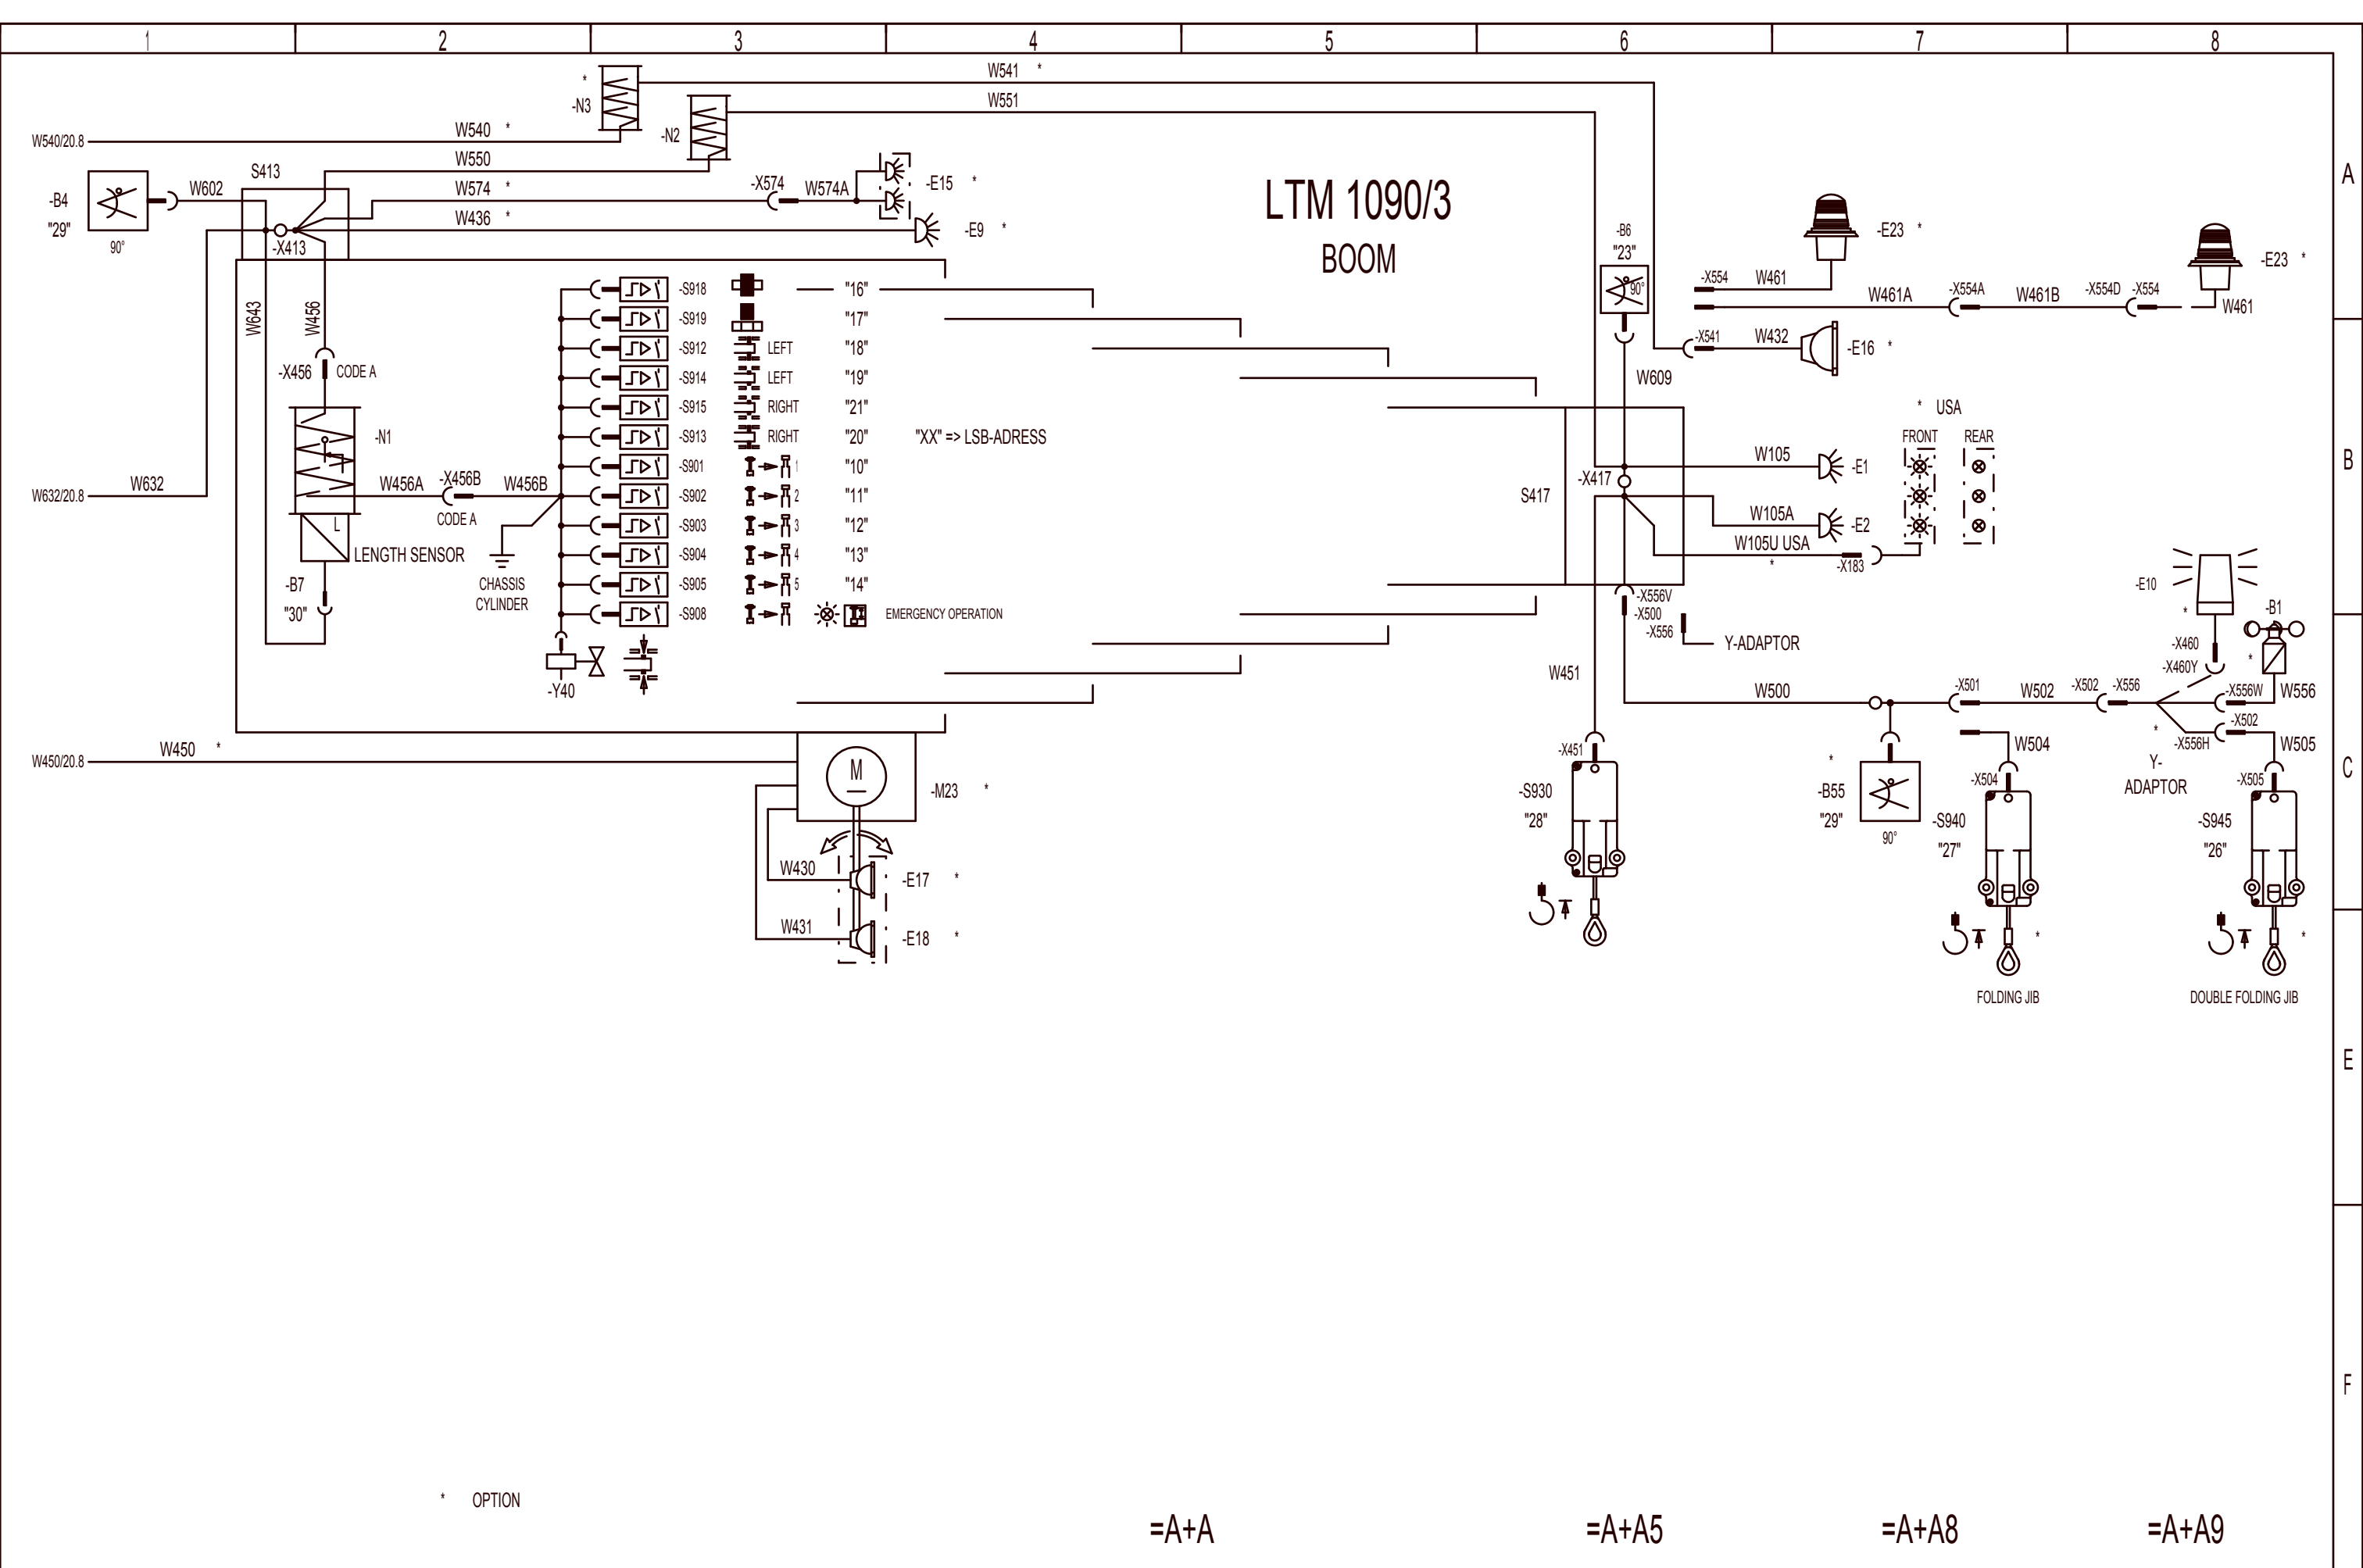 1 2 3 4 5 6 7 8
W541 *
*
-N3
W551
W540/20.8
W540 *
-N2
W550
S413
-B4
"29"
90°
W602
W574 *
-X574
W574A
-E15 *
W436 *
-E9 *
-X413
LTM 1090/3
BOOM
A
-B6
"23"
90°
-E23 *
-X554
W461
W461A
-X554A
W461B
-X554D
-X554
-E23 *
W461
W643
W456
-S918 "16"
-S919 "17"
-S912 LEFT "18"
-S914 LEFT "19"
-S915 RIGHT "21"
-S913 RIGHT "20"
"XX" => LSB-ADRESS
-S901 1 "10"
-S902 2 "11"
-S903 3 "12"
-S904 4 "13"
-S905 5 "14"
-S908 EMERGENCY OPERATION
-X541
W432
-E16 *
-X456
CODE A
W609
-N1
* USA
FRONT REAR
B
W105
-E1
W632/20.8
W632
W456A
-X456B
W456B
CODE A
S417
-X417
W105A
-E2
W105U USA
*
-X183
L
LENGTH SENSOR
CHASSIS
CYLINDER
-B7
"30"
-E10
*
-B1
-X556V
-X500
-X556
Y-ADAPTOR
-X460
-X460Y
*
W451
-Y40
W500
-X501
W502
-X502
-X556
-X556W
W556
-X502
*
-X556H
W505
W450/20.8
W450 *
M
-M23 *
-X451
-S930
"28"
*
-B55
"29"
90°
W504
-X504
-S940
"27"
Y-
ADAPTOR
-X505
-S945
"26"
C
W430
-E17 *
W431
-E18 *
*
*
FOLDING JIB
DOUBLE FOLDING JIB
E
F
* OPTION
=A+A
=A+A5
=A+A8
=A+A9